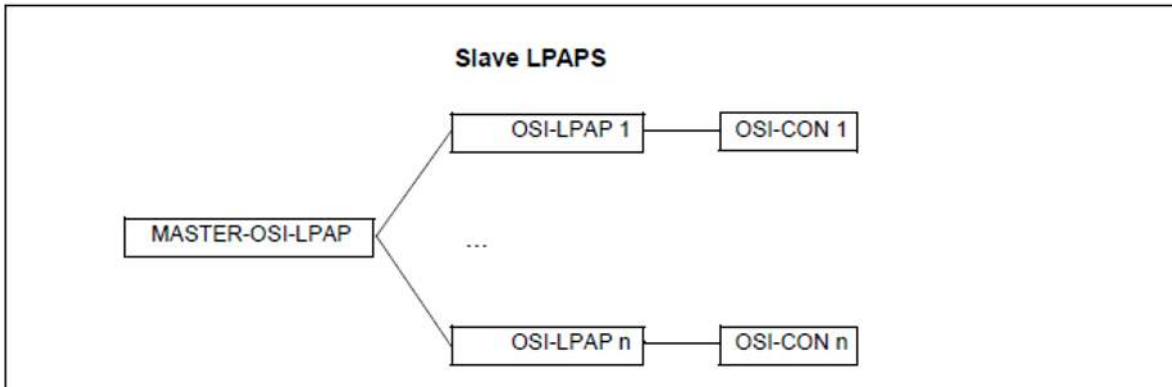 Slave LPAPS
OSI-LPAP 1
OSI-CON 1
MASTER-OSI-LPAP
...
OSI-LPAP n
OSI-CON n